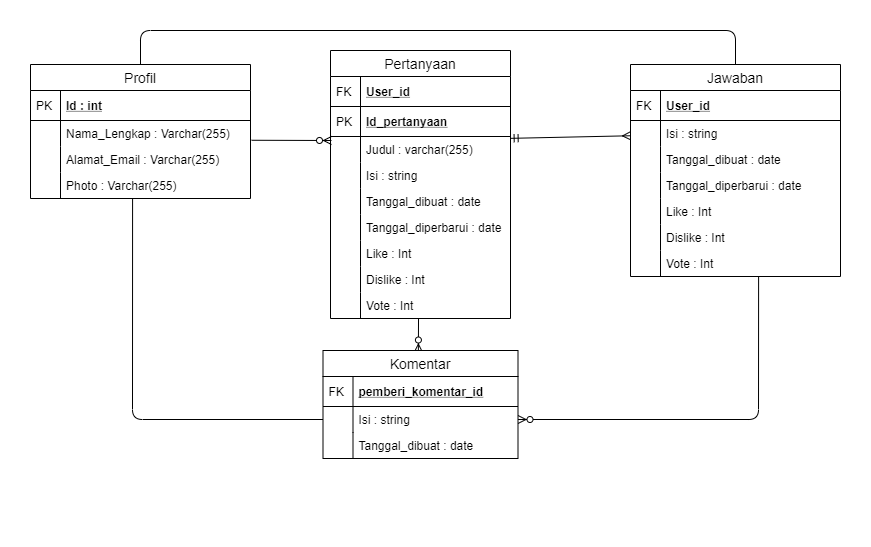 Profil
PK Id : int
Nama_Lengkap : Varchar(255)
Alamat_Email : Varchar(255)
Photo : Varchar(255)
Pertanyaan
FK User_id
PK Id_pertanyaan
Judul : varchar(255)
Isi : string
Tanggal_dibuat : date
Tanggal_diperbarui : date
Like : Int
Dislike : Int
Vote : Int
Jawaban
FK User_id
Isi : string
Tanggal_dibuat : date
Tanggal_diperbarui : date
Like : Int
Dislike : Int
Vote : Int
Komentar
FK pemberi_komentar_id
Isi : string
Tanggal_dibuat : date